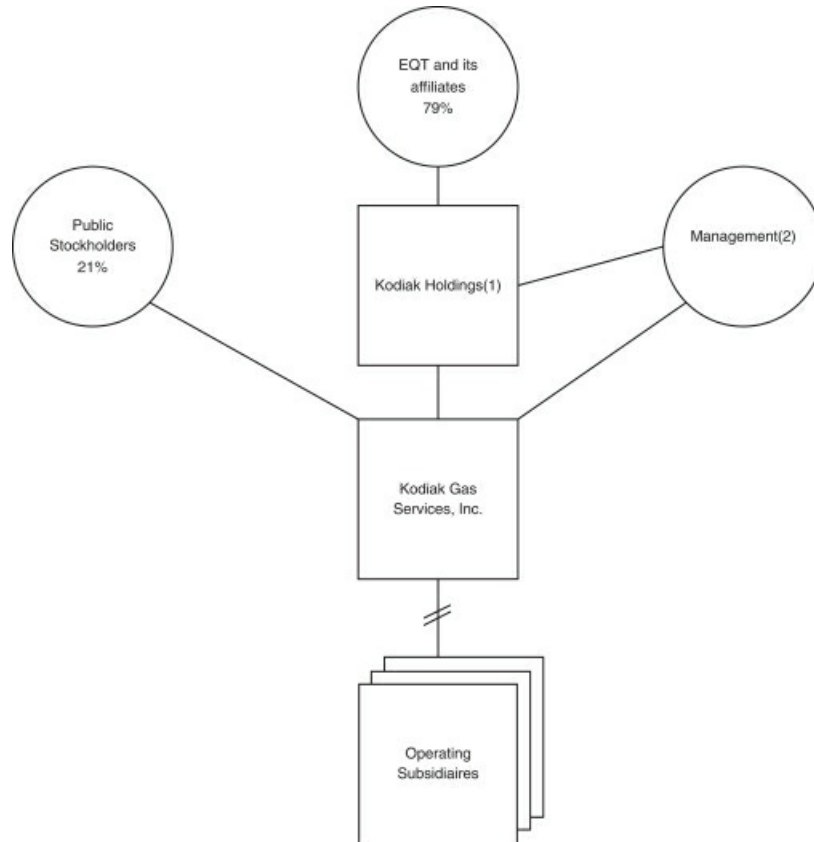 EQT and its
affiliates
79%
Public
Stockholders
21%
Management(2)
Kodiak Holdings(1)
Kodiak Gas
Services, Inc.
Operating
Subsidiaires